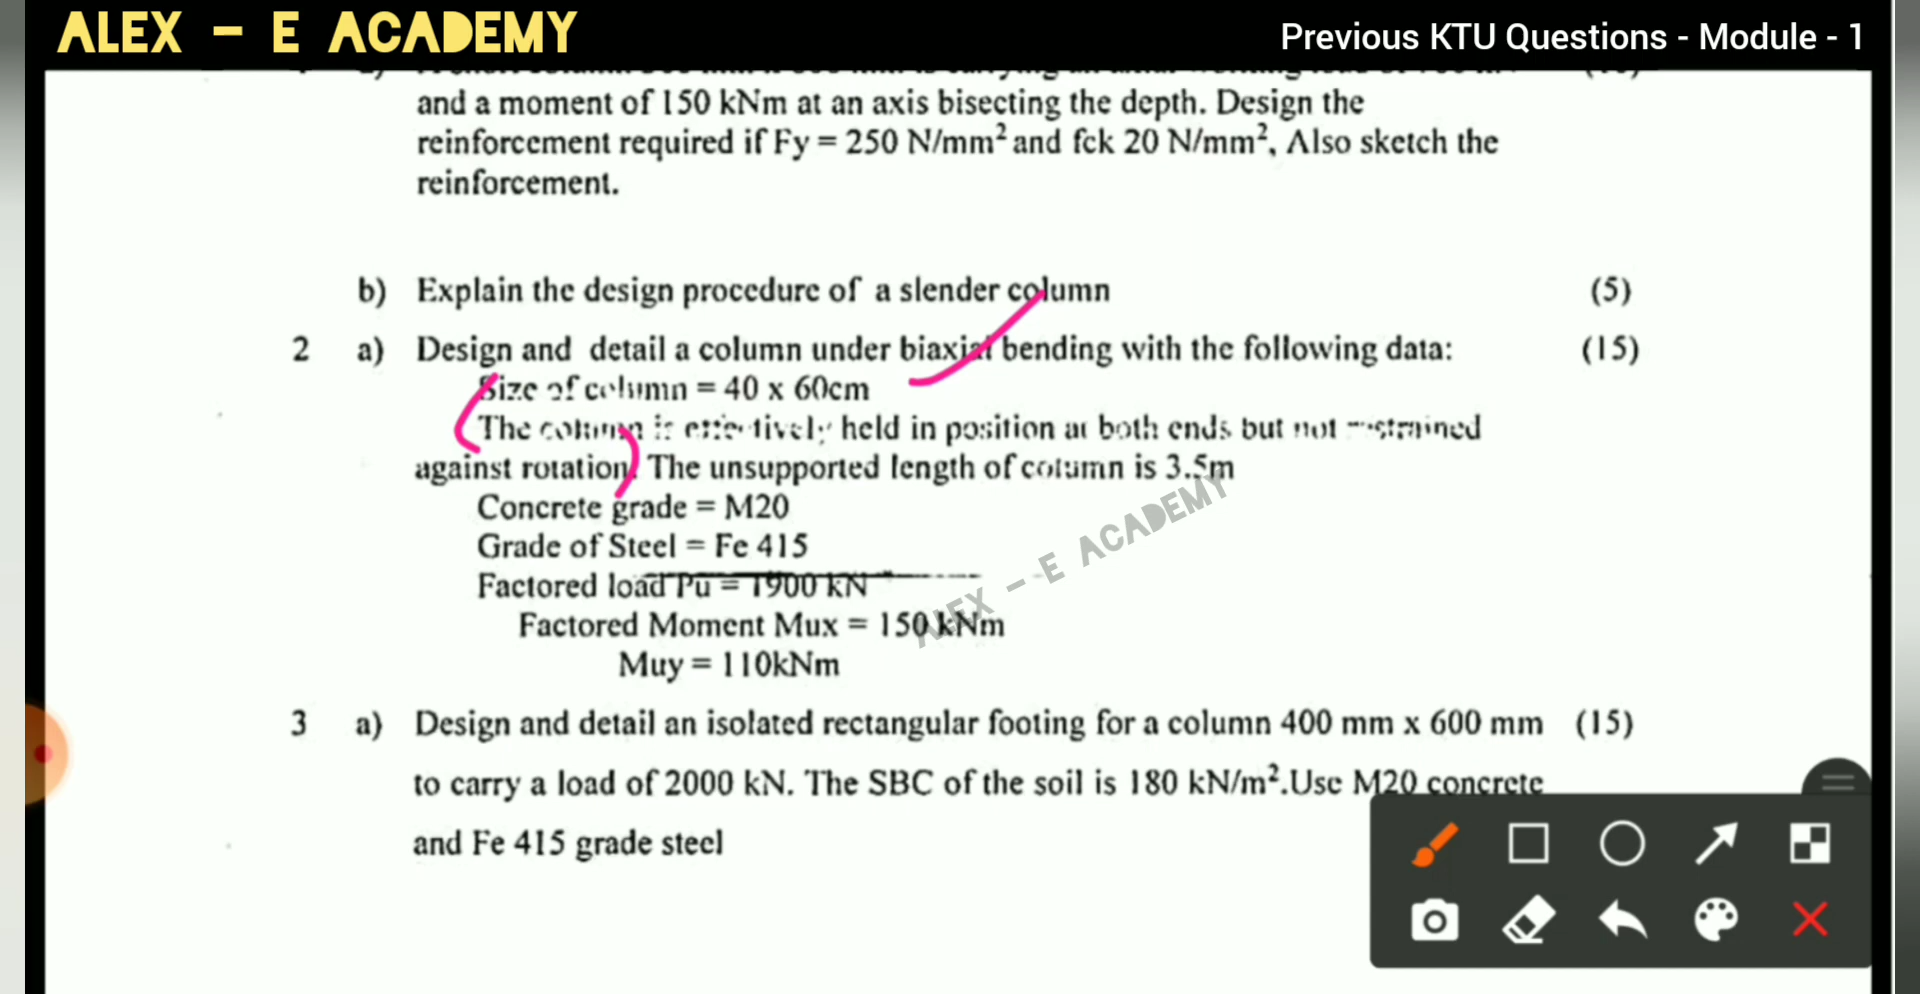 ALEX - E ACADEMY
Previous KTU Questions - Module - 1
and a moment of 150 kNm at an axis bisecting the depth. Design the
reinforcement required if Fy = 250 N/mm² and fck 20 N/mm², Also sketch the
reinforcement.
b) Explain the design procedure of a slender column (5)
2 a) Design and detail a column under biaxial bending with the following data: (15)
Size of column = 40 x 60cm
The column is effectively held in position at both ends but not restrained
against rotation. The unsupported length of column is 3.5m
Concrete grade = M20
Grade of Steel = Fe 415
Factored load Pu = 1900 kN
Factored Moment Mux = 150 kNm
Muy = 110kNm
ALEX - E ACADEMY
3 a) Design and detail an isolated rectangular footing for a column 400 mm x 600 mm (15)
to carry a load of 2000 kN. The SBC of the soil is 180 kN/m².Use M20 concrete
and Fe 415 grade steel